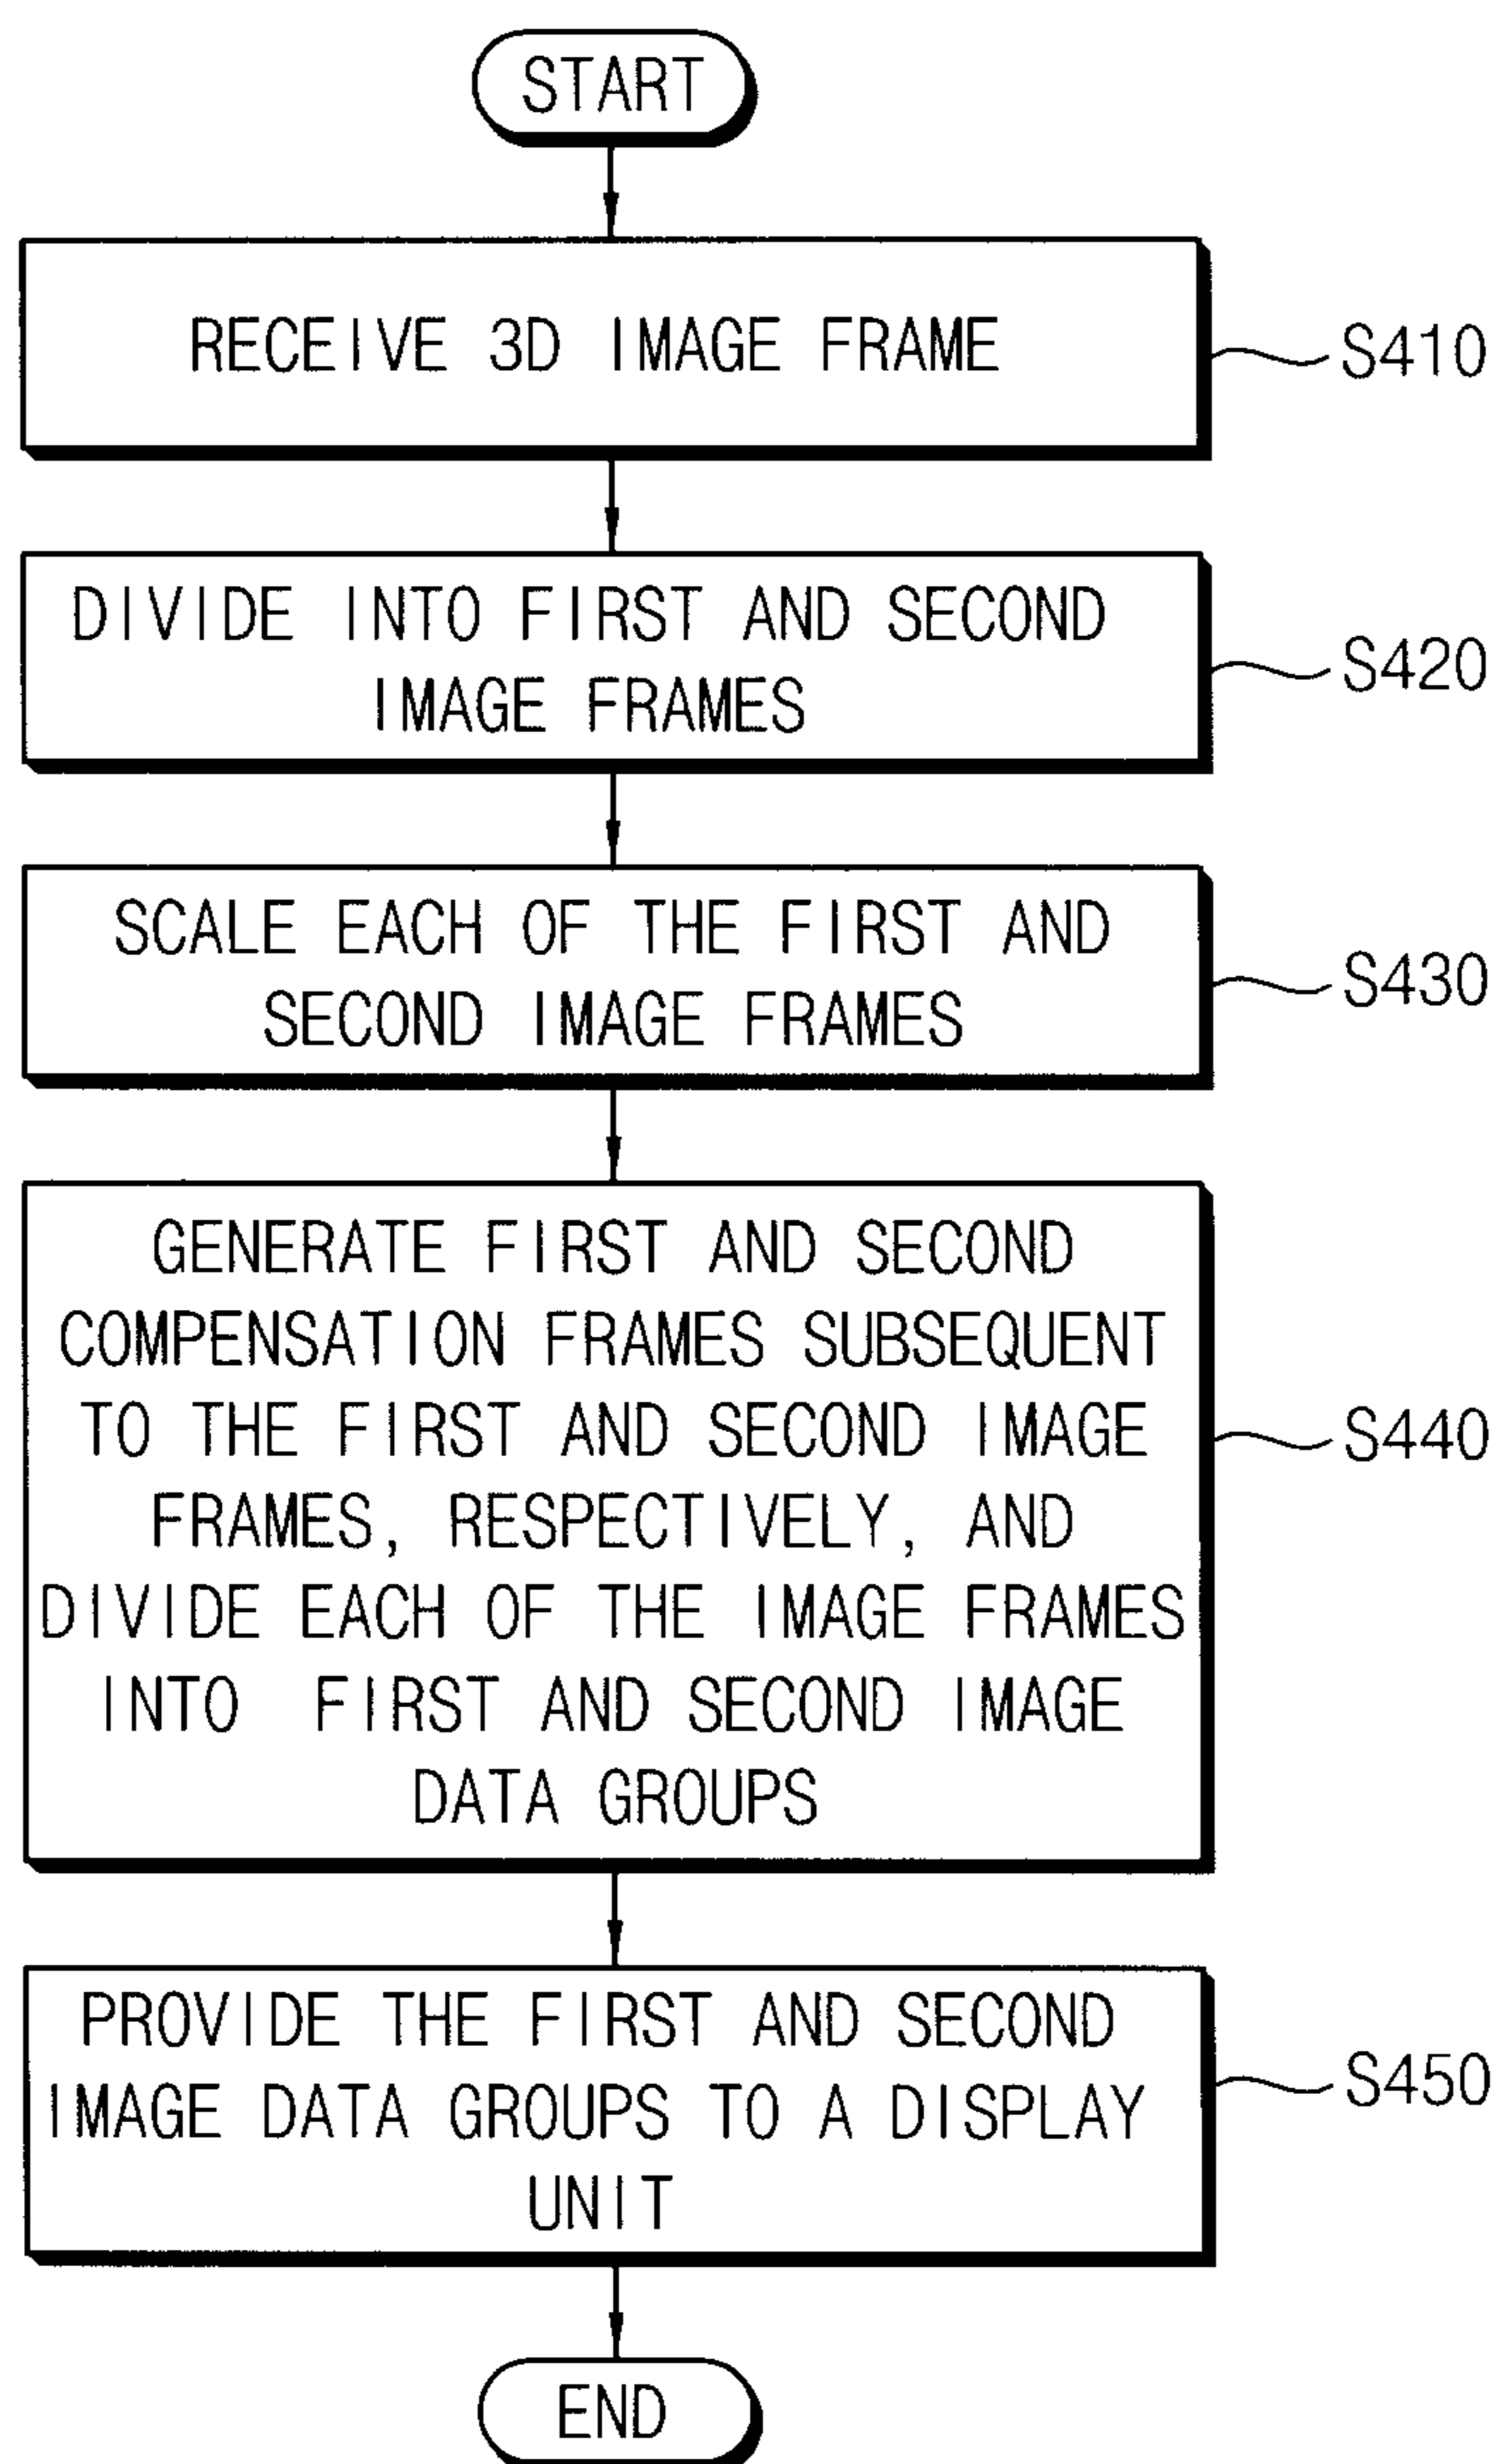 START
RECEIVE 3D IMAGE FRAME
S410
DIVIDE INTO FIRST AND SECOND
IMAGE FRAMES
S420
SCALE EACH OF THE FIRST AND
SECOND IMAGE FRAMES
S430
GENERATE FIRST AND SECOND
COMPENSATION FRAMES SUBSEQUENT
TO THE FIRST AND SECOND IMAGE
FRAMES, RESPECTIVELY, AND
DIVIDE EACH OF THE IMAGE FRAMES
INTO FIRST AND SECOND IMAGE
DATA GROUPS
S440
PROVIDE THE FIRST AND SECOND
IMAGE DATA GROUPS TO A DISPLAY
UNIT
S450
END